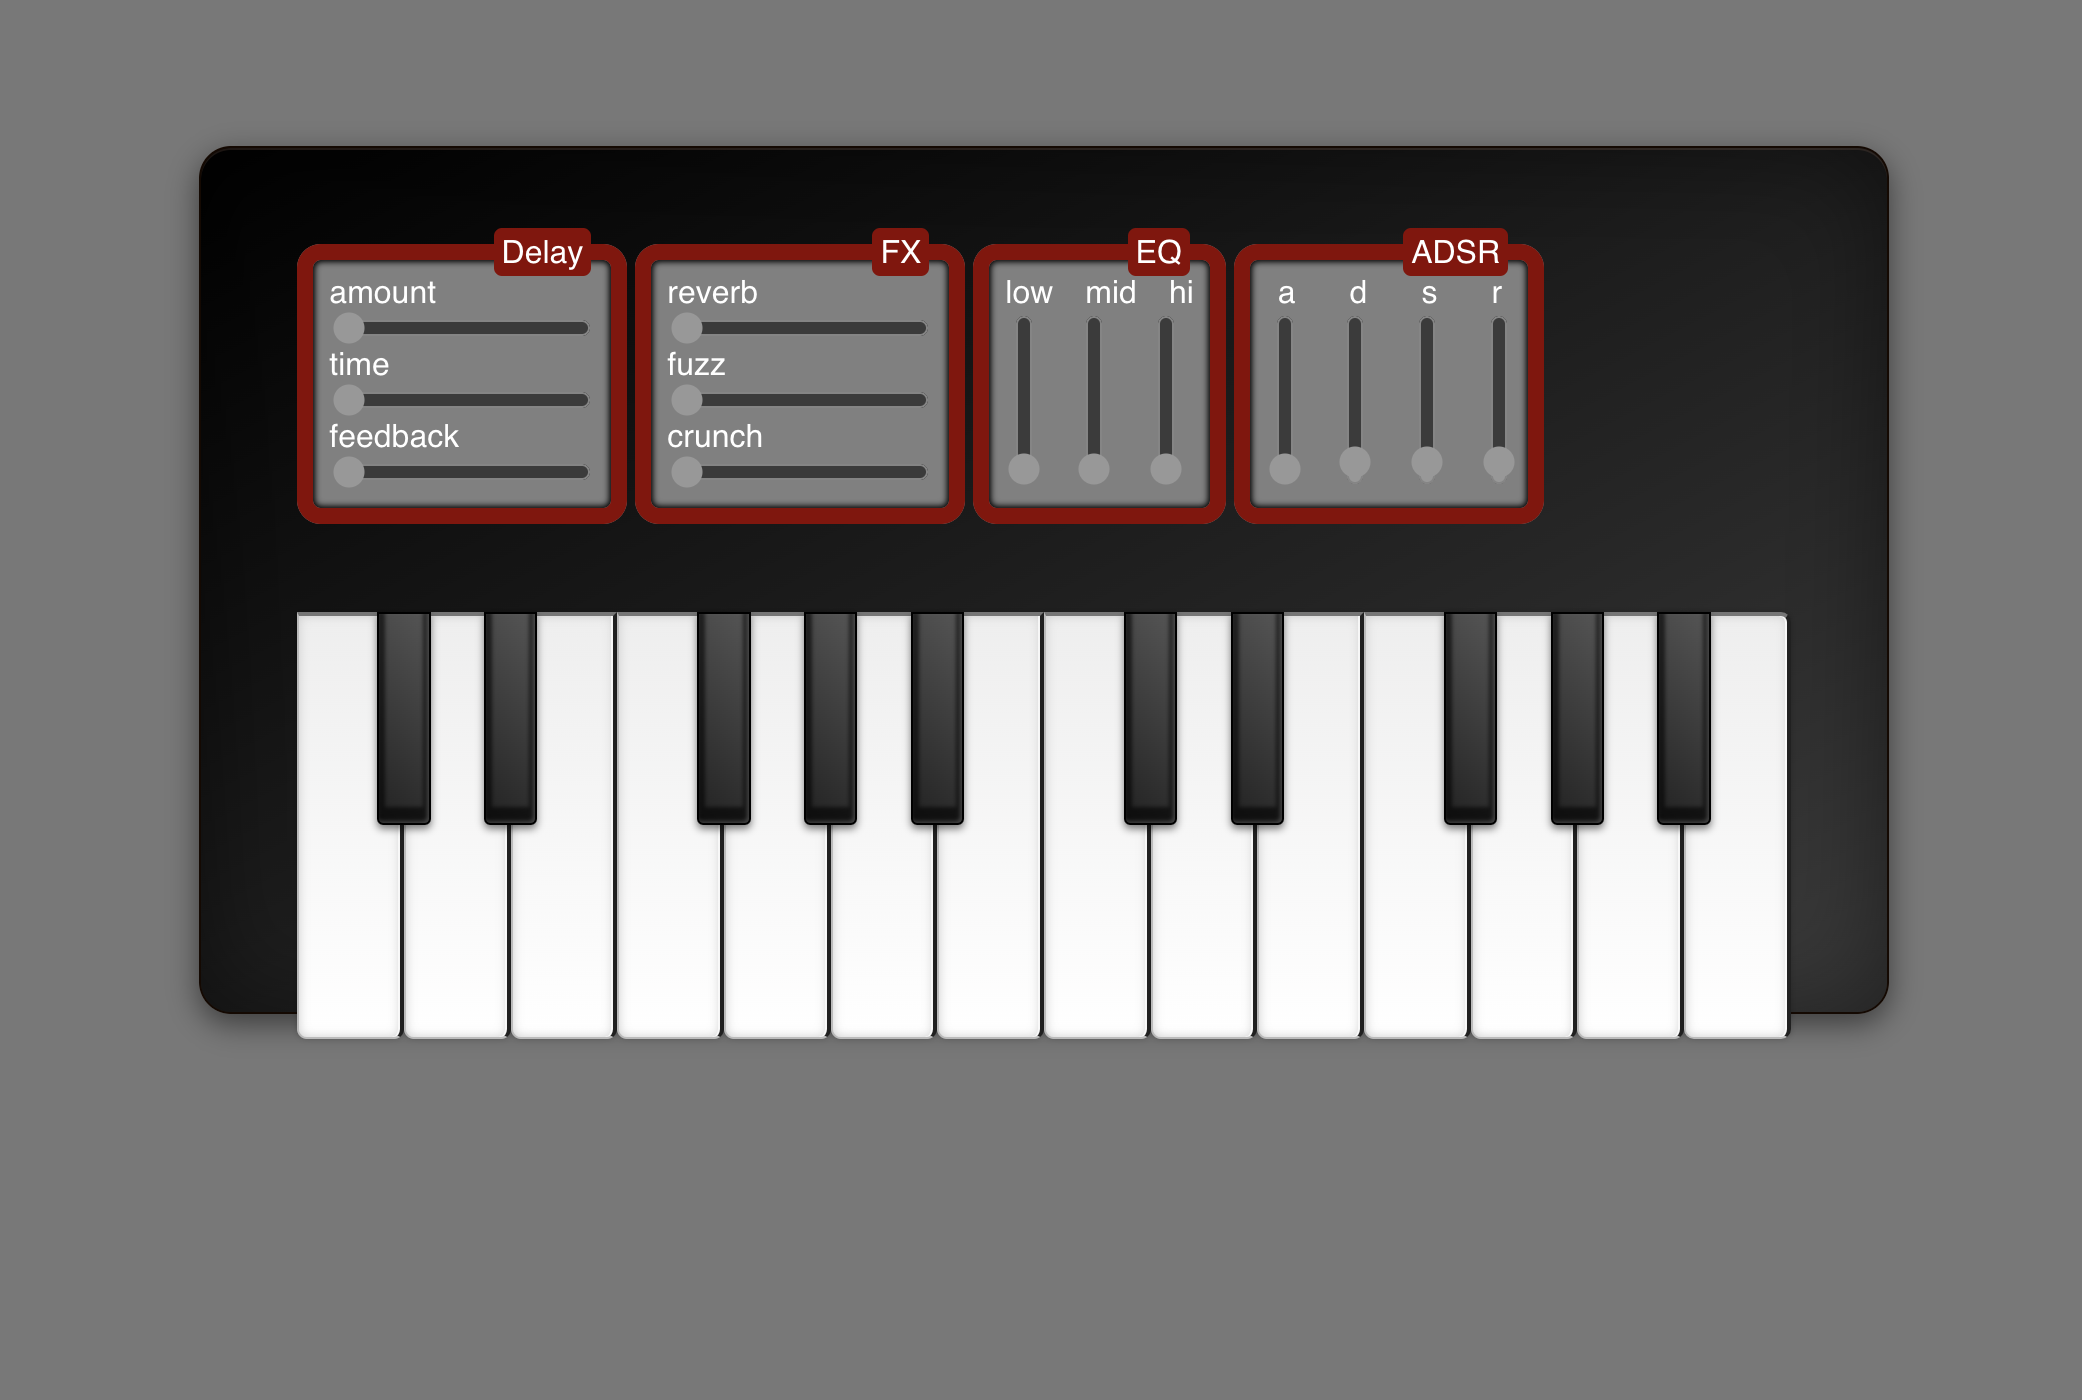 Delay
amount
time
feedback
FX
reverb
fuzz
crunch
EQ
low mid hi
ADSR
a d s r